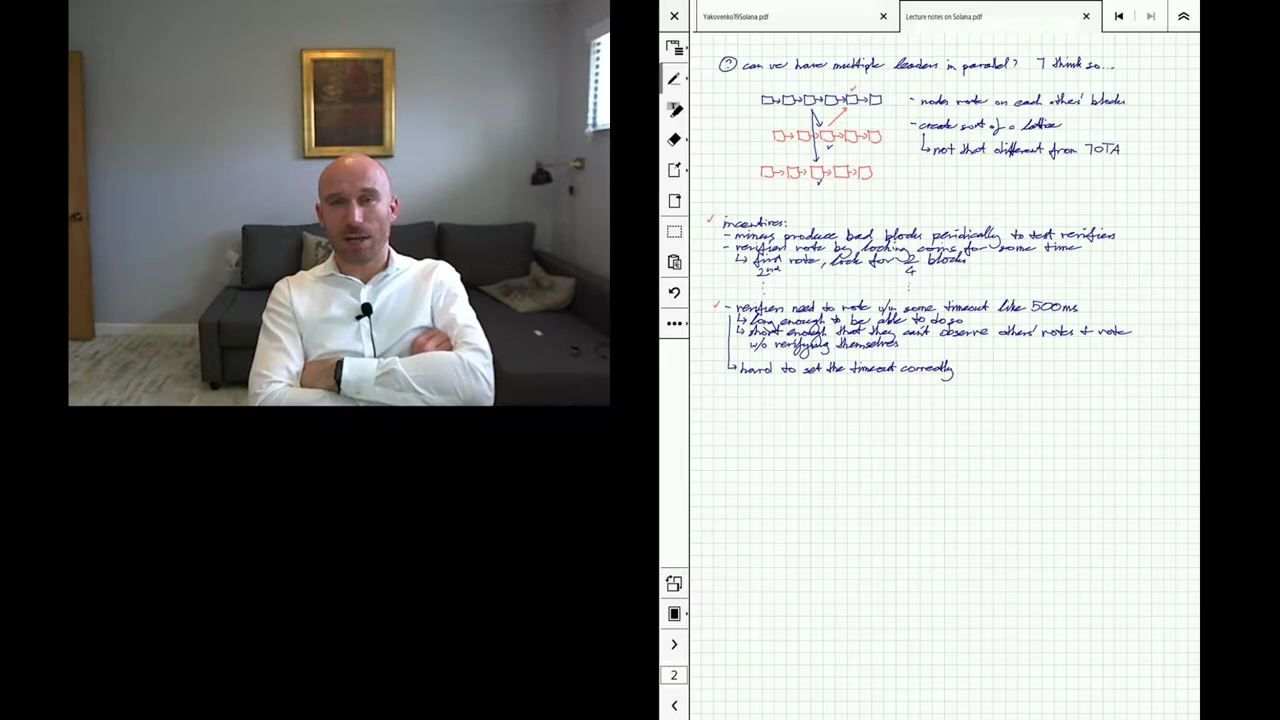 Yakovenko19Solana.pdf
Lecture notes on Solana.pdf
? can we have multiple leaders in parallel? I think so...
- nodes vote on each others' blocks
- create sort of a lattice
↳ not that different from IOTA
✓ incentives:
- miners produce bad blocks periodically to test verifiers
- verifiers vote by locking coins for some time
↳ first vote, lock for 2 blocks
2nd 4
✓ - verifiers need to vote w/in some timeout like 500ms
↳ long enough to be able to do so
↳ short enough that they can't observe others' votes + vote
w/o verifying themselves
↳ hard to set the timeout correctly
2